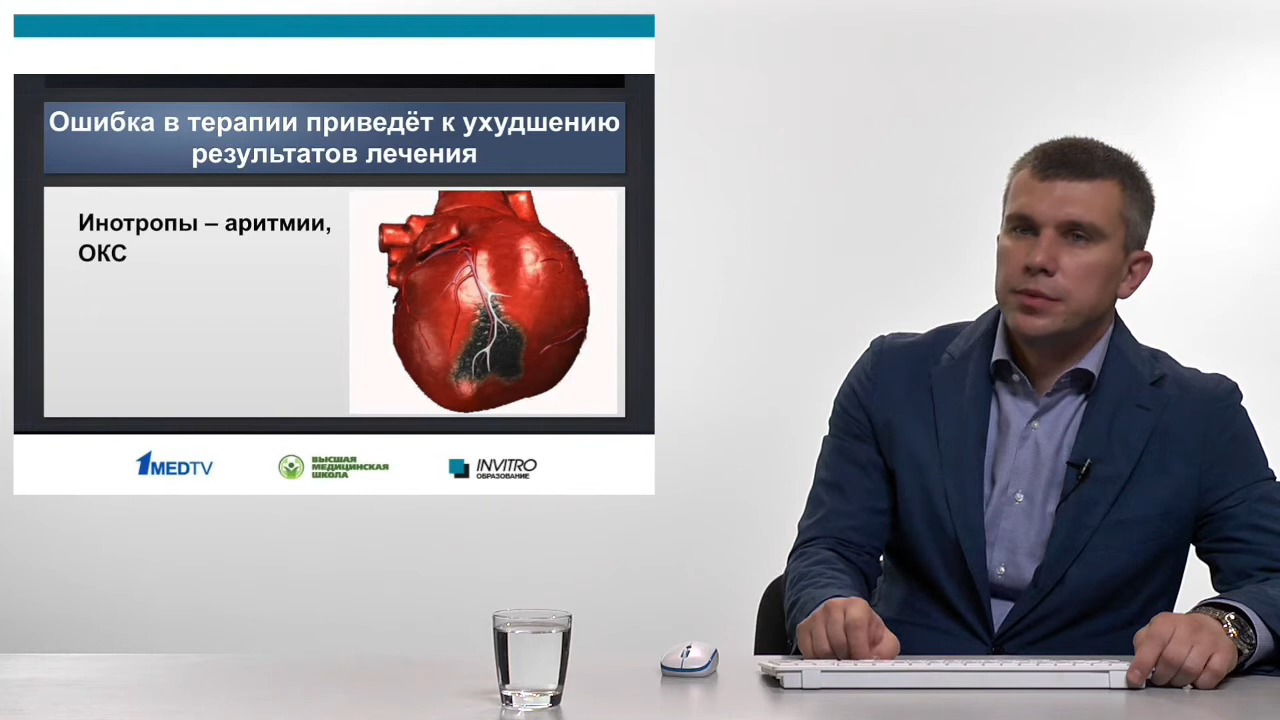 Ошибка в терапии приведёт к ухудшению
результатов лечения
Инотропы – аритмии,
ОКС
1MEDTV
ВЫСШАЯ
МЕДИЦИНСКАЯ
ШКОЛА
INVITRO
ОБРАЗОВАНИЕ